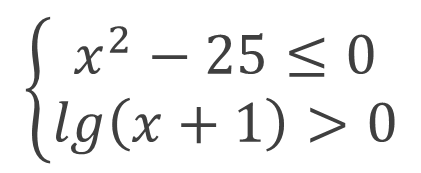 x² − 25 ≤ 0
lg(x + 1) > 0